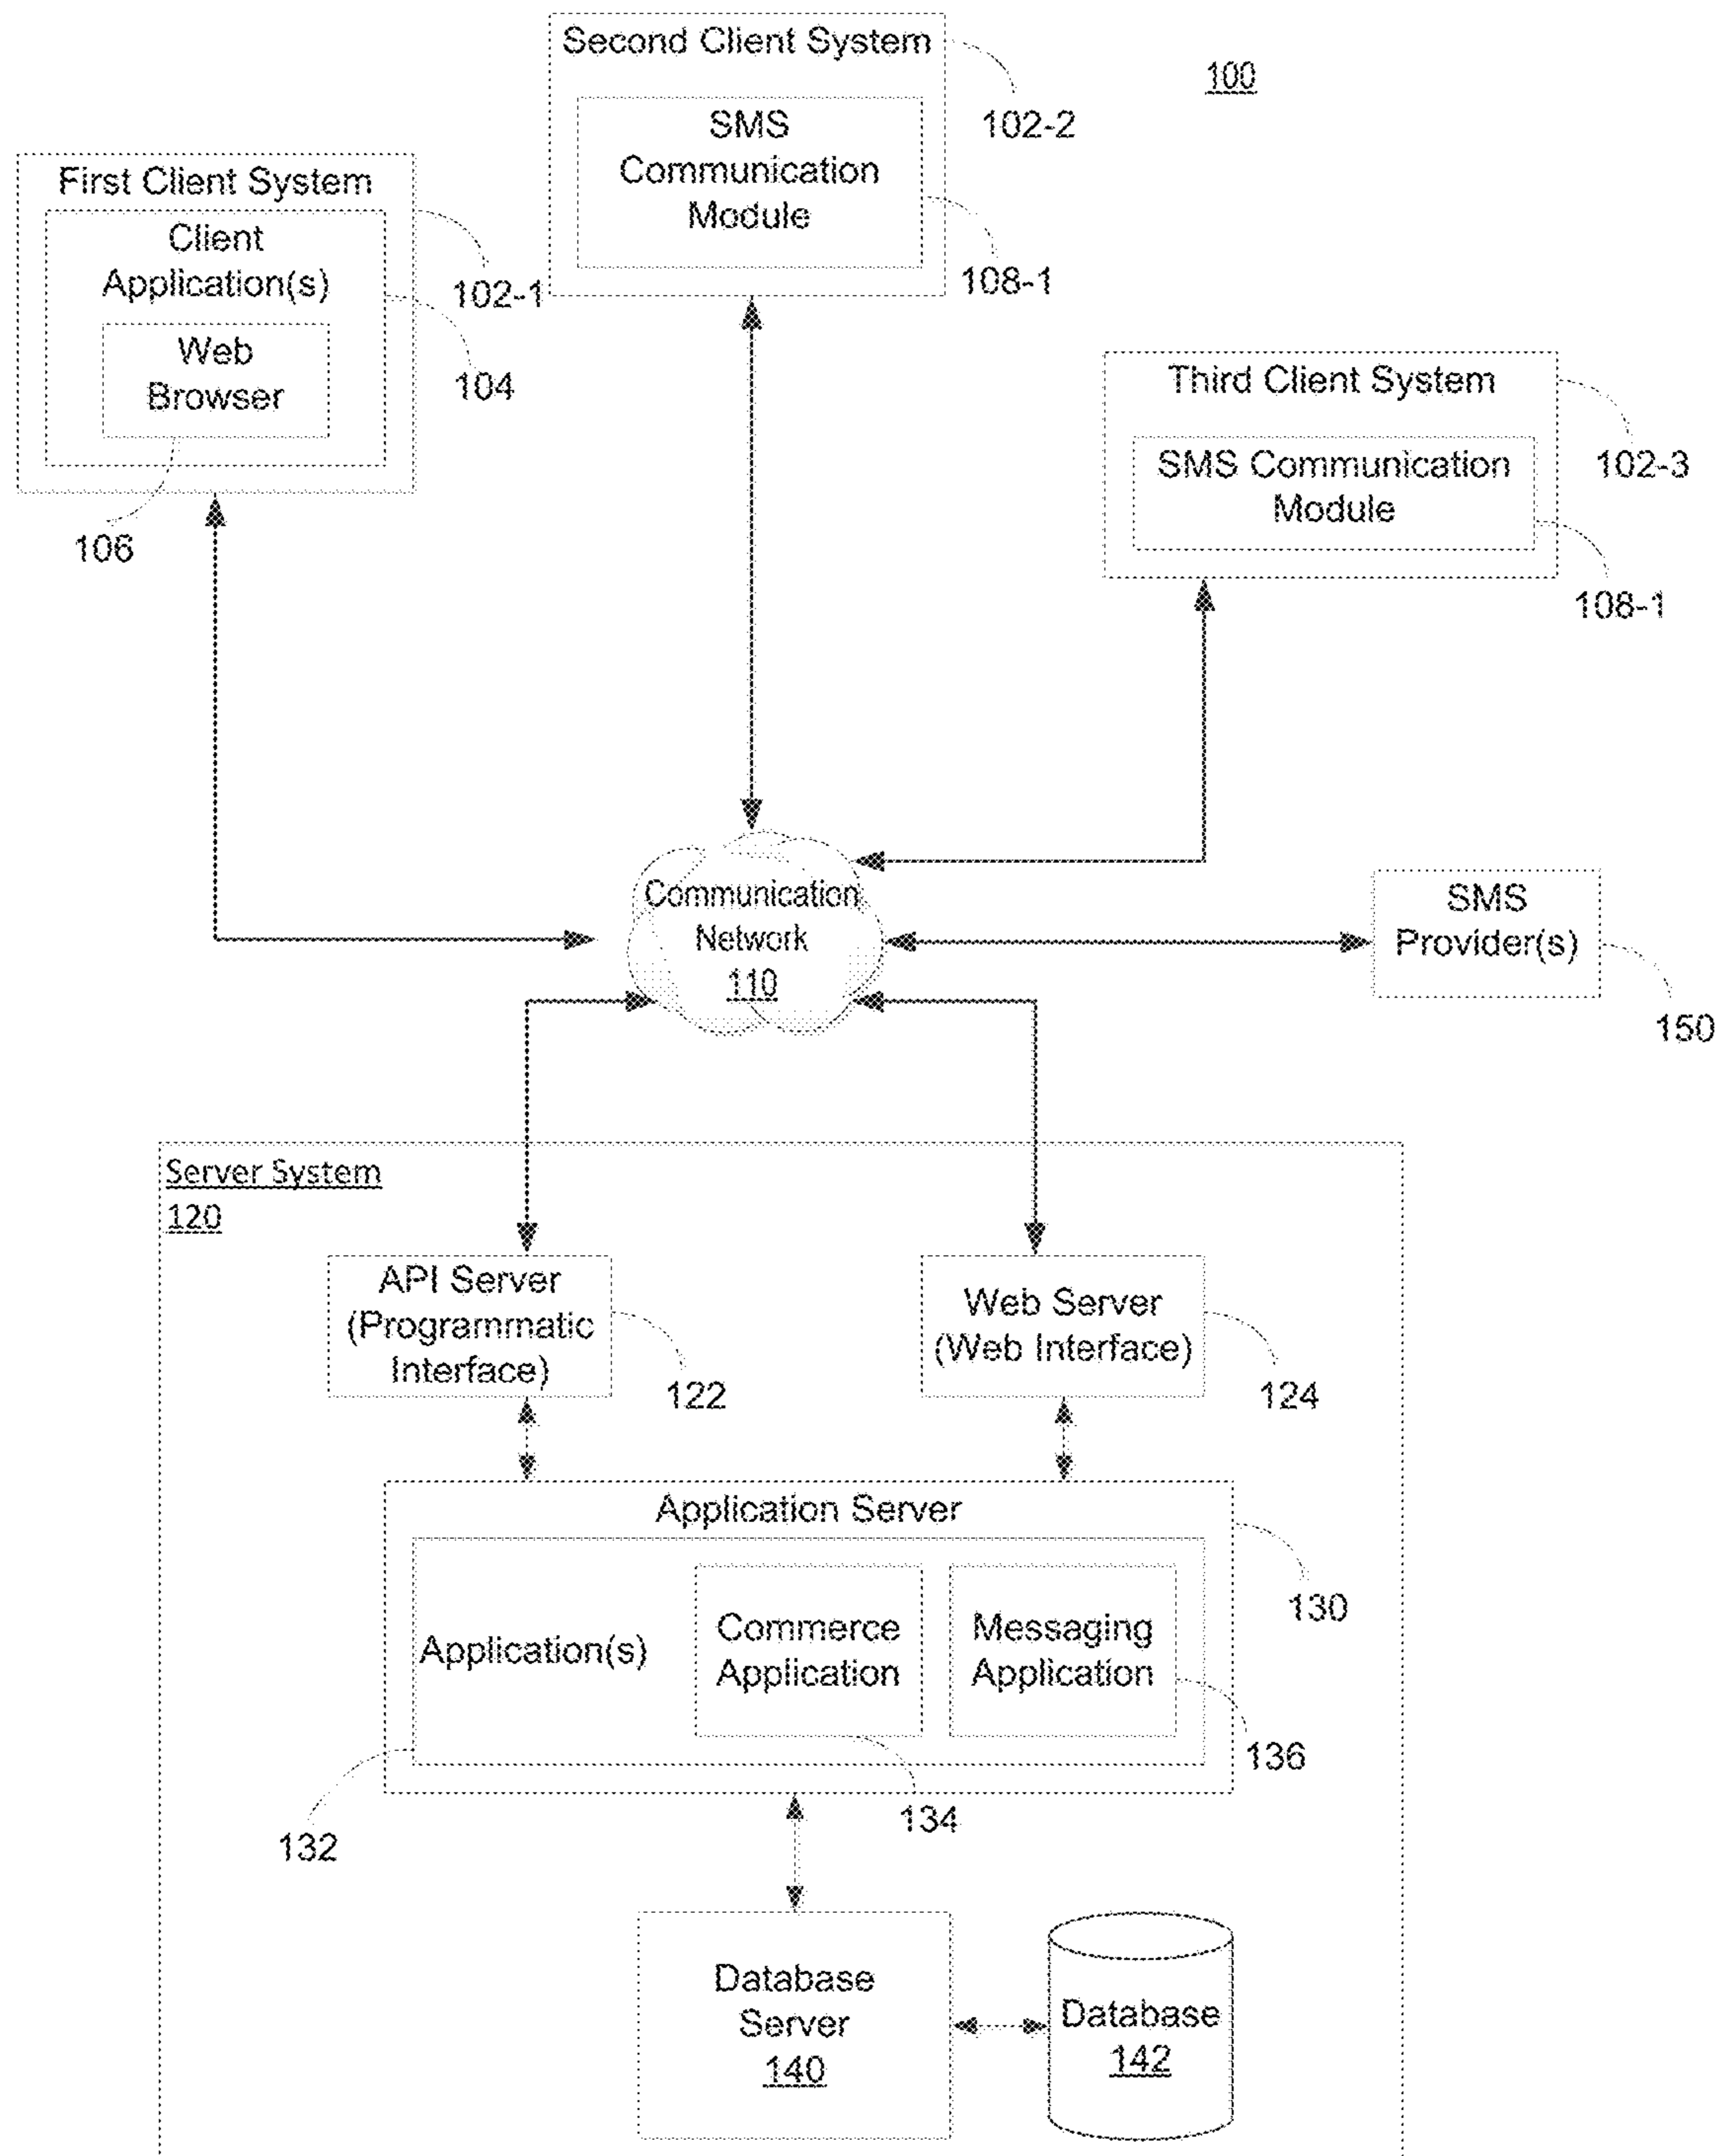 Second Client System
SMS
Communication
Module
102-2
108-1
100
First Client System
Client
Application(s)
Web
Browser
102-1
104
106
Third Client System
SMS Communication
Module
102-3
108-1
Communication
Network
110
SMS
Provider(s)
150
Server System
120
API Server
(Programmatic
Interface)
122
Web Server
(Web Interface)
124
Application Server
130
Application(s)
Commerce
Application
Messaging
Application
136
134
132
Database
Server
140
Database
142